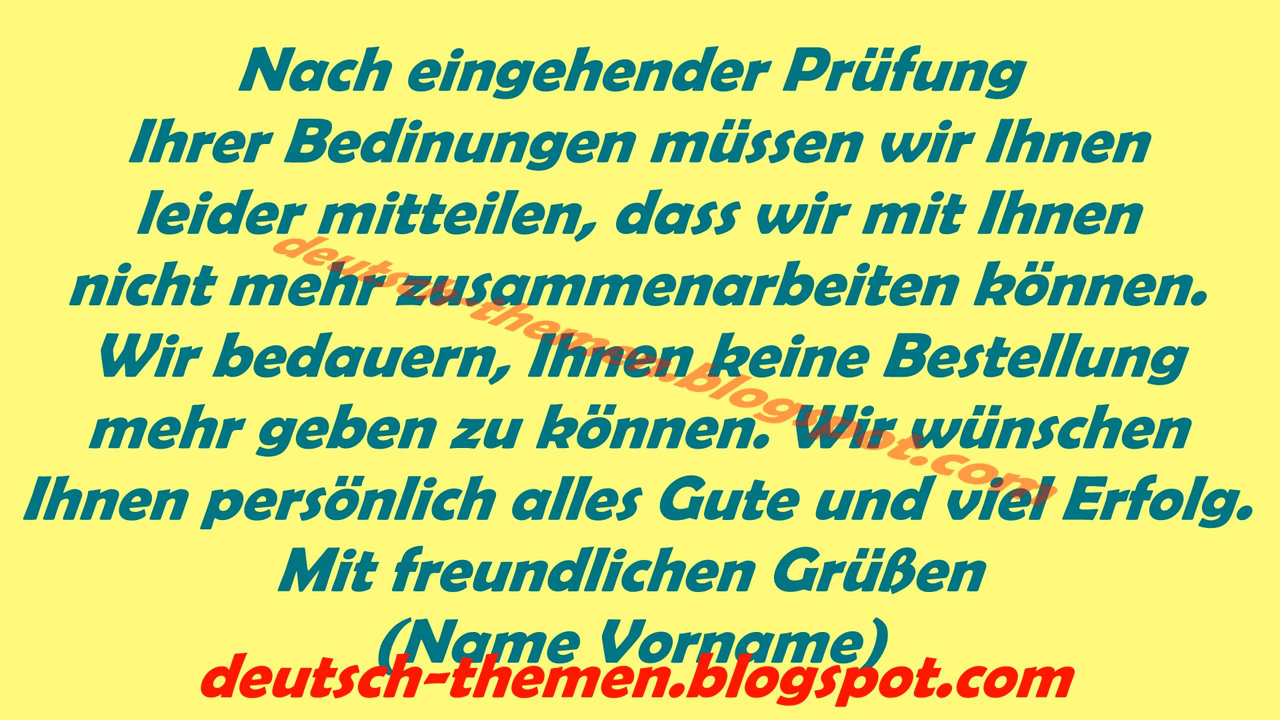 Nach eingehender Prüfung
Ihrer Bedinungen müssen wir Ihnen
leider mitteilen, dass wir mit Ihnen
nicht mehr zusammenarbeiten können.
Wir bedauern, Ihnen keine Bestellung
mehr geben zu können. Wir wünschen
Ihnen persönlich alles Gute und viel Erfolg.
Mit freundlichen Grüßen
(Name Vorname)
deutsch-themen.blogspot.com
deutsch-themen.blogspot.com